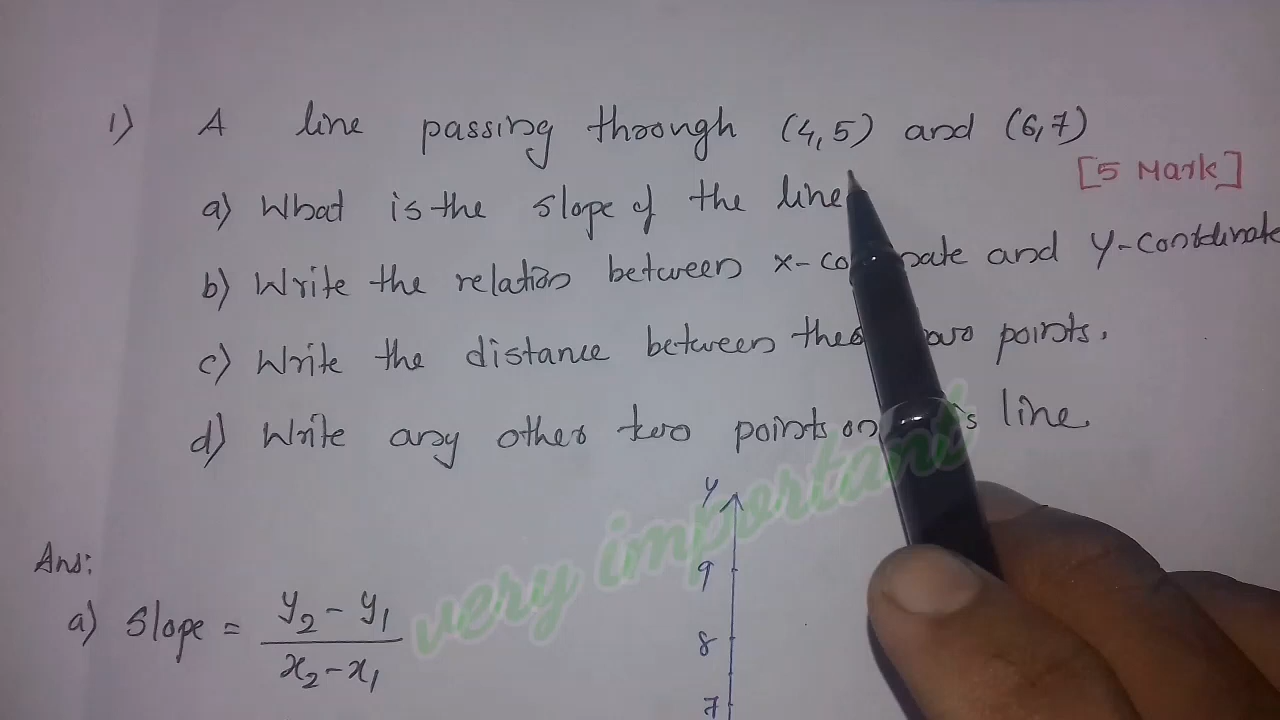 1) A line passing through (4,5) and (6,7)
[5 Mark]
a) What is the slope of the line
b) Write the relation between x- and y-coordinate
c) Write the distance between points.
d) Write any other two points on line.
very important
Ans:
a) Slope = y₂ - y₁ / x₂ - x₁
y
9
8
7